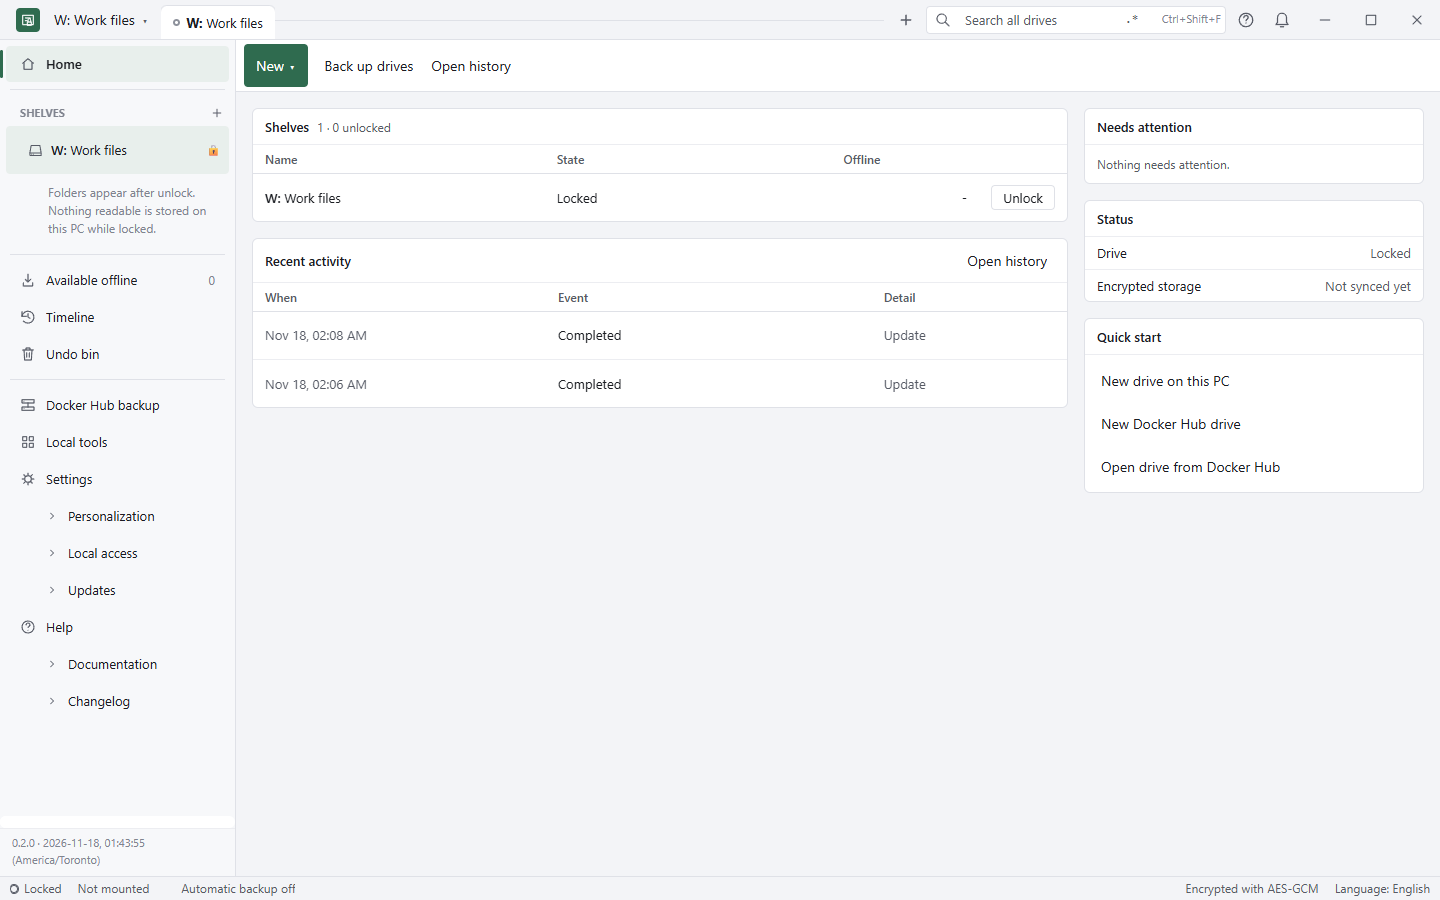 W: Work files
W: Work files
Search all drives
.*
Ctrl+Shift+F
Home
New
Back up drives
Open history
SHELVES
W: Work files
Folders appear after unlock.
Nothing readable is stored on
this PC while locked.
Available offline 0
Timeline
Undo bin
Docker Hub backup
Local tools
Settings
Personalization
Local access
Updates
Help
Documentation
Changelog
0.2.0 · 2026-11-18, 01:43:55
(America/Toronto)
Shelves 1 · 0 unlocked
Name State Offline
W: Work files Locked - Unlock
Recent activity Open history
When Event Detail
Nov 18, 02:08 AM Completed Update
Nov 18, 02:06 AM Completed Update
Needs attention
Nothing needs attention.
Status
Drive Locked
Encrypted storage Not synced yet
Quick start
New drive on this PC
New Docker Hub drive
Open drive from Docker Hub
Locked Not mounted Automatic backup off Encrypted with AES-GCM Language: English